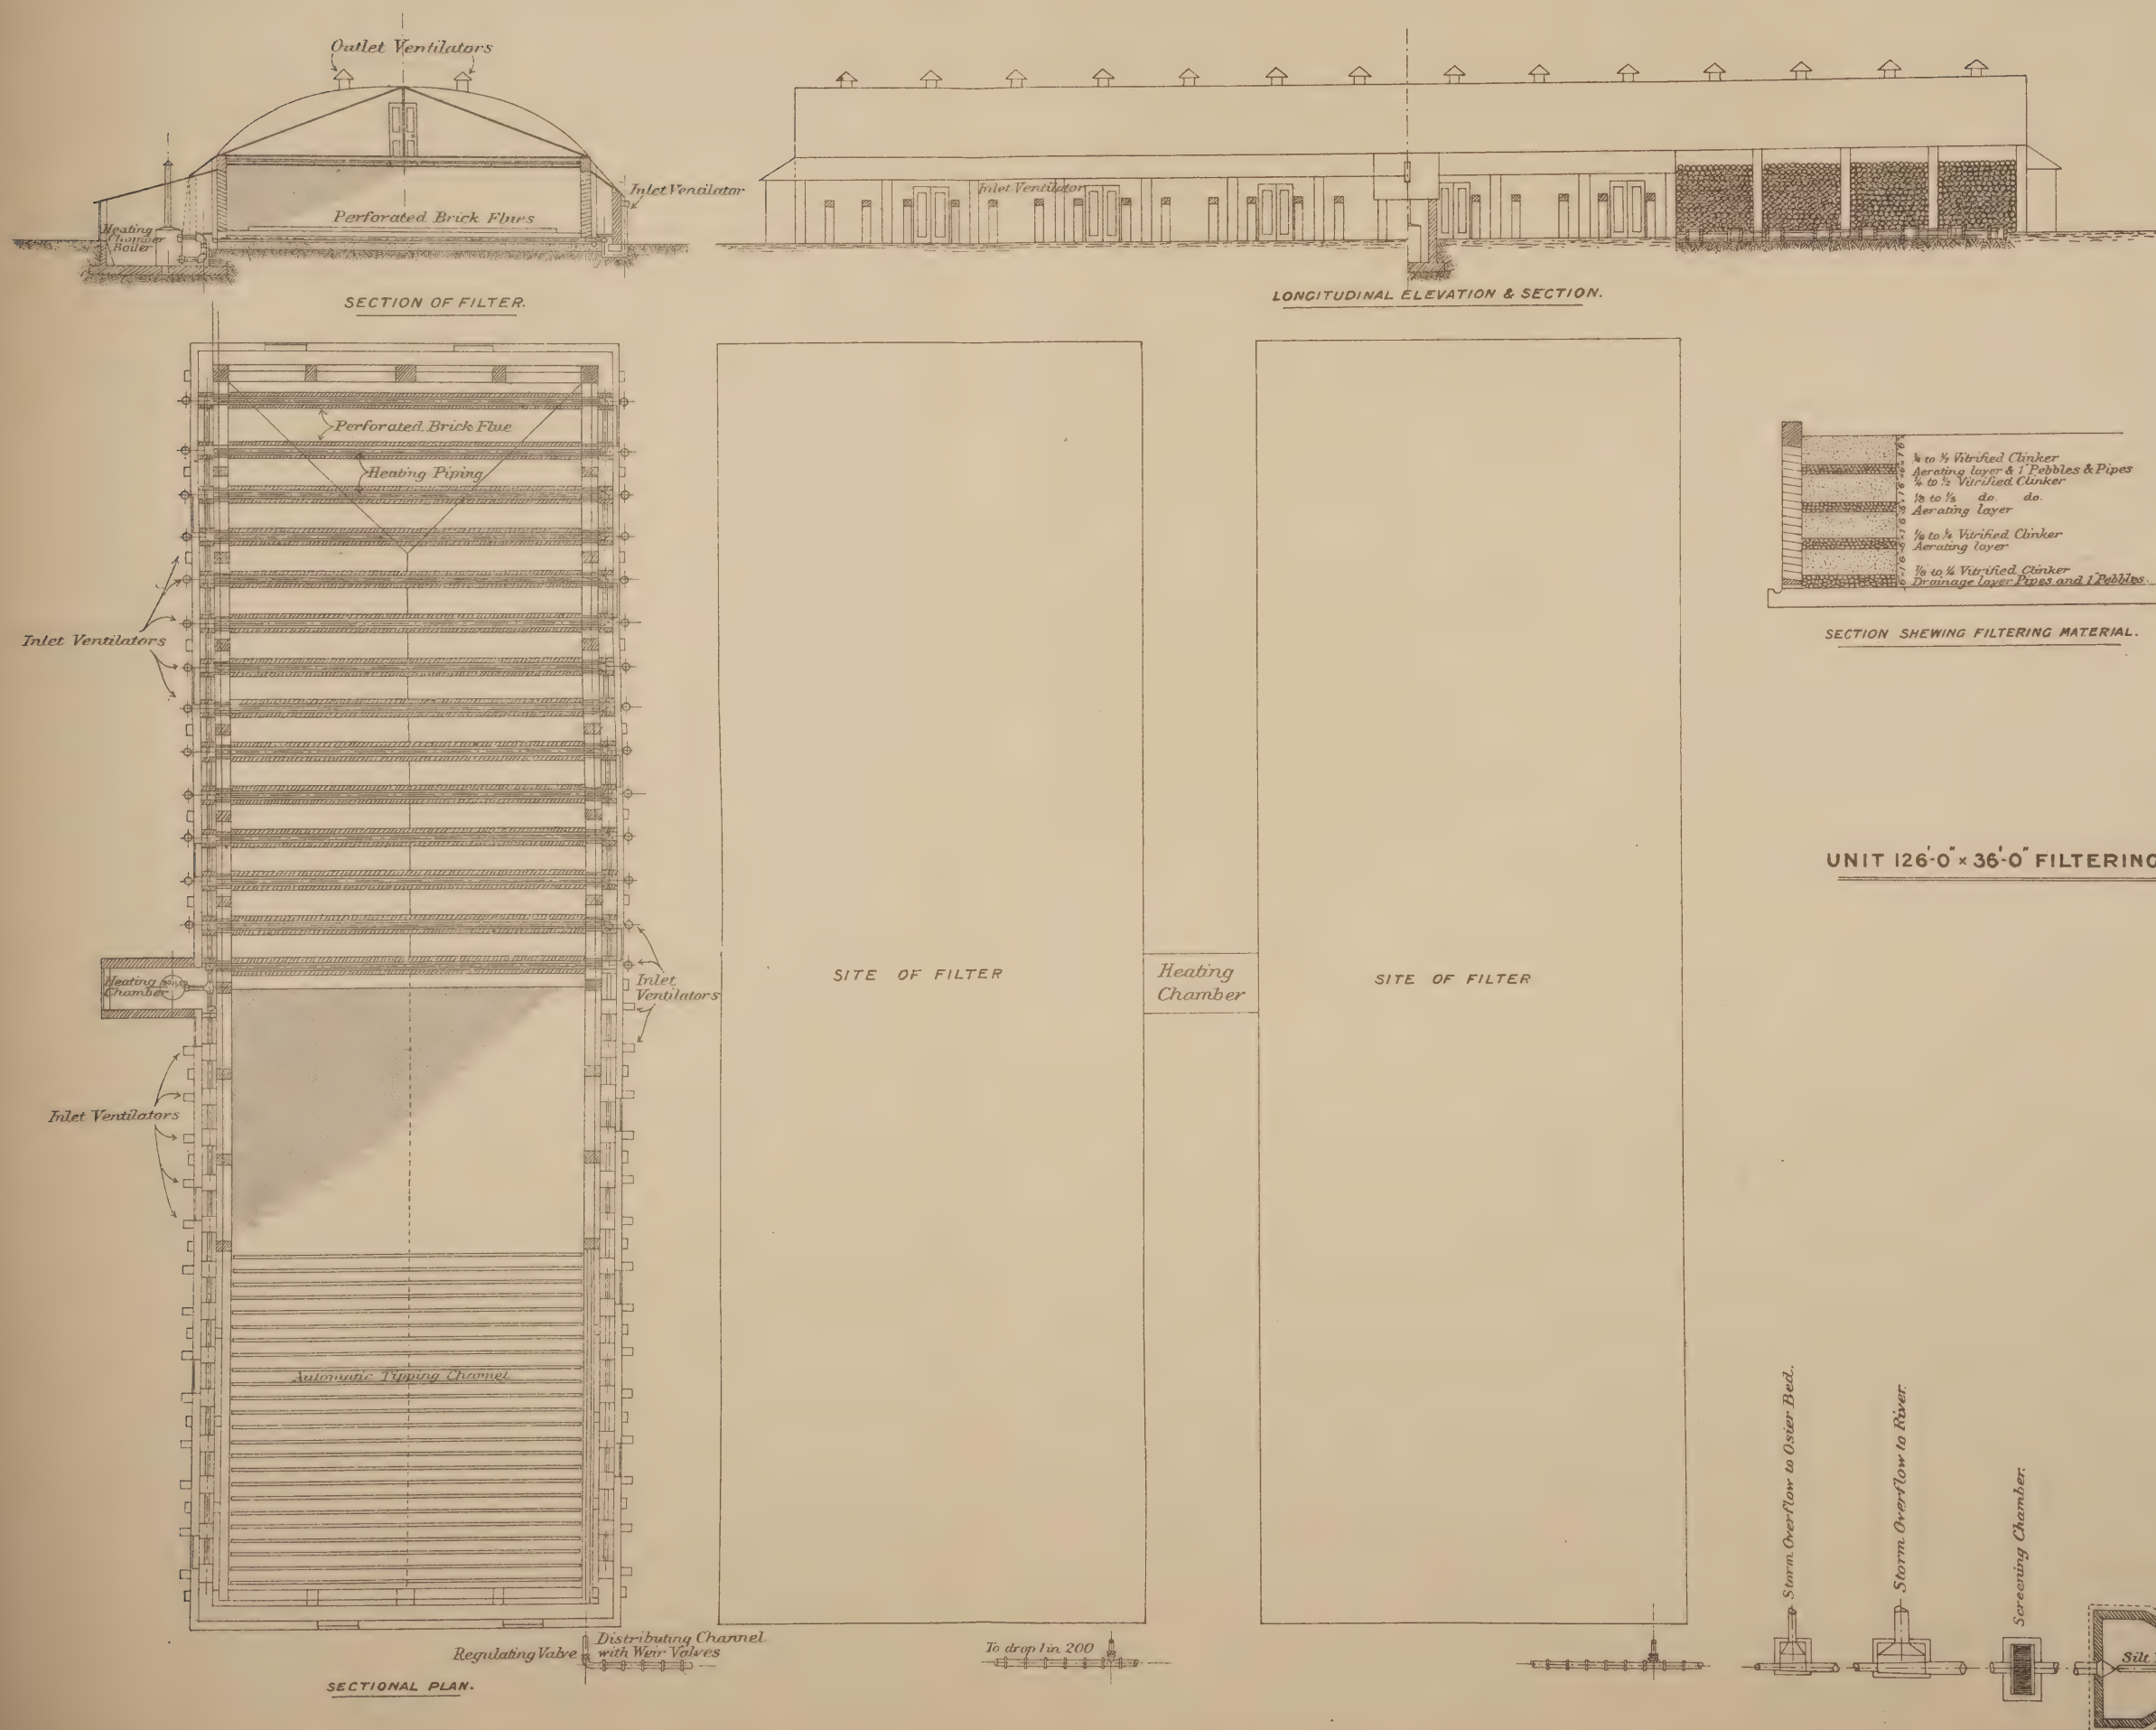 Outlet Ventilators
Inlet Ventilator
Perforated Brick Flues
Heating
Chamber
Boiler
SECTION OF FILTER.
Inlet Ventilator
LONGITUDINAL ELEVATION & SECTION.
Perforated Brick Flue
Heating Piping
Inlet Ventilators
Heating
Chamber
Inlet
Ventilators
Inlet Ventilators
Automatic Tipping Channel
Regulating Valve
Distributing Channel
with Weir Valves
SECTIONAL PLAN.
SITE OF FILTER
Heating
Chamber
SITE OF FILTER
To drop 1 in 200
to ½ Vitrified Clinker
Aerating layer & 1" Pebbles & Pipes
¼ to ½ Vitrified Clinker
⅛ to ⅓ do. do.
Aerating layer
⅛ to ¼ Vitrified Clinker
Aerating layer
⅛ to ¼ Vitrified Clinker
Drainage layer Pipes and 1" Pebbles.
SECTION SHEWING FILTERING MATERIAL.
UNIT 126'-0" × 36'-0" FILTERING
Storm Overflow to Osier Bed.
Storm Overflow to River.
Screening Chamber.
Silt